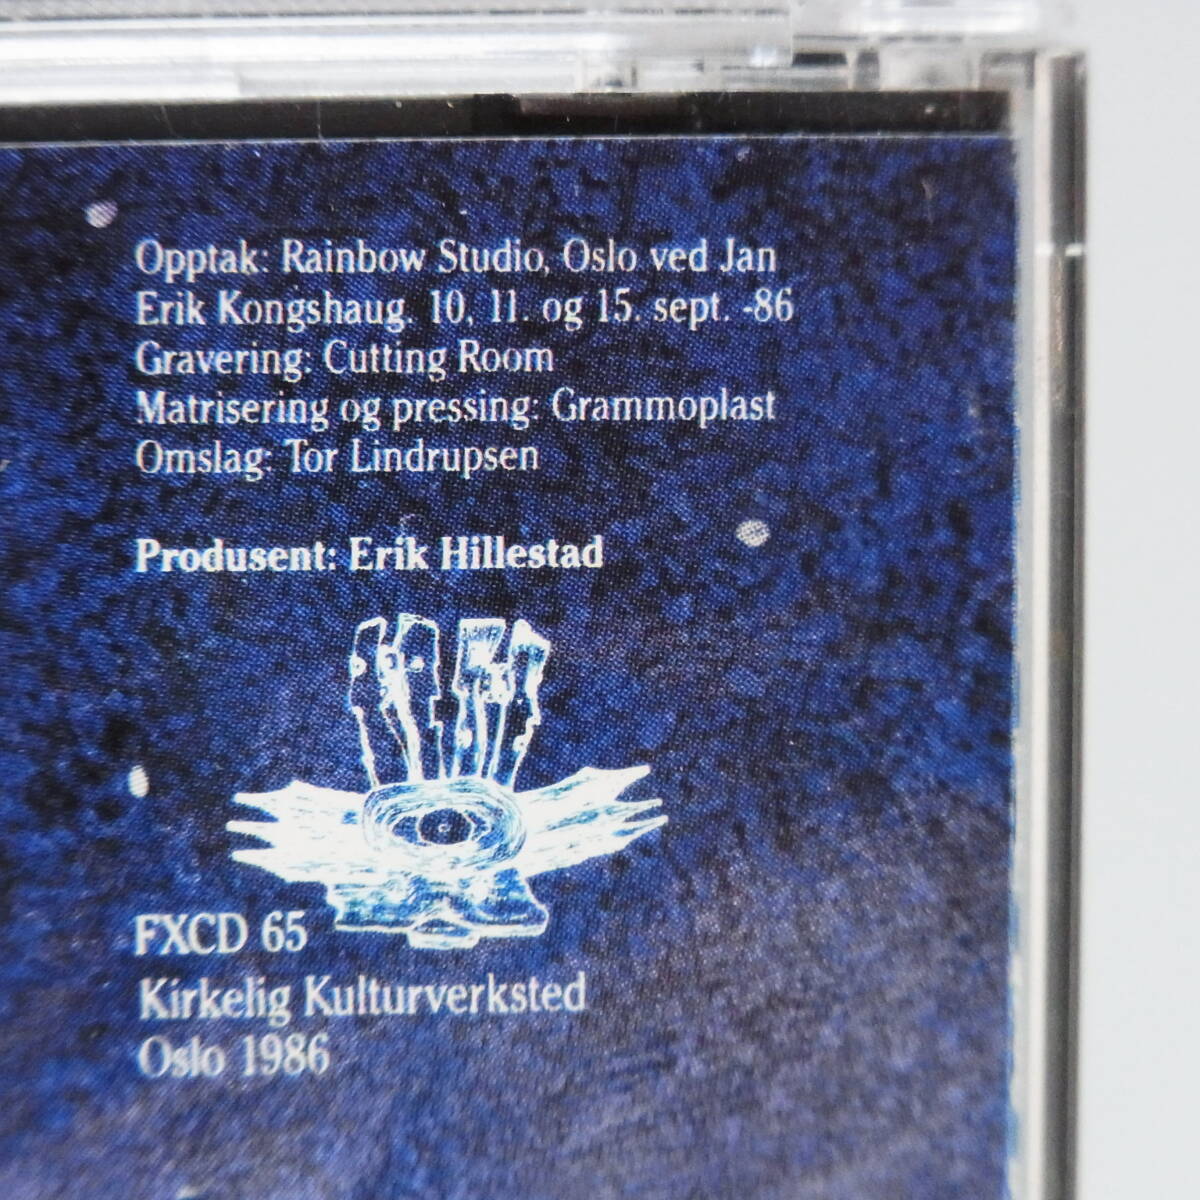 Opptak: Rainbow Studio, Oslo ved Jan
Erik Kongshaug. 10, 11. og 15. sept. -86
Gravering: Cutting Room
Matrisering og pressing: Grammoplast
Omslag: Tor Lindrupsen
Produsent: Erik Hillestad
FXCD 65
Kirkelig Kulturverksted
Oslo 1986